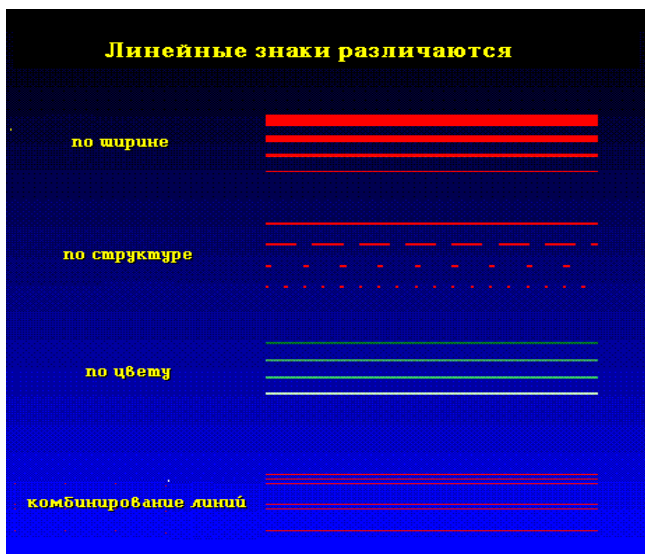 Линейные знаки различаются
по ширине
по структуре
по цвету
комбинирование линий